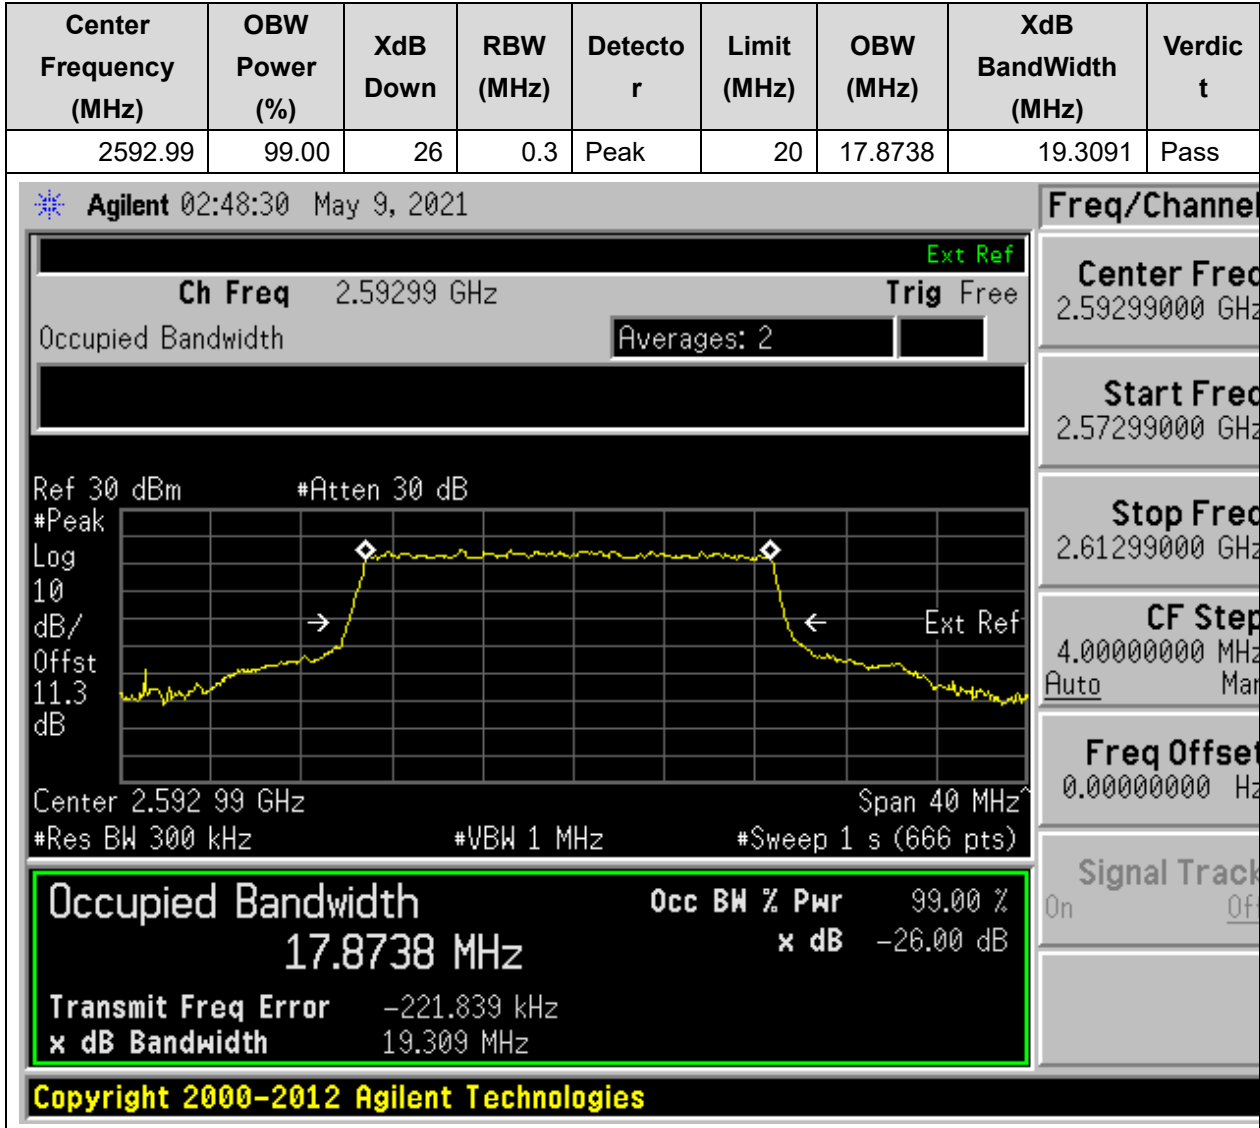 Center Frequency (MHz) OBW Power (%) XdB Down RBW (MHz) Detecto r Limit (MHz) OBW (MHz) XdB BandWidth (MHz) Verdic t
2592.99 99.00 26 0.3 Peak 20 17.8738 19.3091 Pass
Agilent 02:48:30 May 9, 2021
Ext Ref
Ch Freq 2.59299 GHz Trig Free
Occupied Bandwidth Averages: 2
Ref 30 dBm #Atten 30 dB
#Peak
Log
10
dB/
Offst
11.3
dB
Ext Ref
Center 2.592 99 GHz Span 40 MHz^
#Res BW 300 kHz #VBW 1 MHz #Sweep 1 s (666 pts)
Occupied Bandwidth Occ BW % Pwr 99.00 %
17.8738 MHz x dB -26.00 dB
Transmit Freq Error -221.839 kHz
x dB Bandwidth 19.309 MHz
Copyright 2000-2012 Agilent Technologies
Freq/Channel
Center Freq
2.59299000 GHz
Start Freq
2.57299000 GHz
Stop Freq
2.61299000 GHz
CF Step
4.00000000 MHz
Auto Man
Freq Offset
0.00000000 Hz
Signal Track
On Off